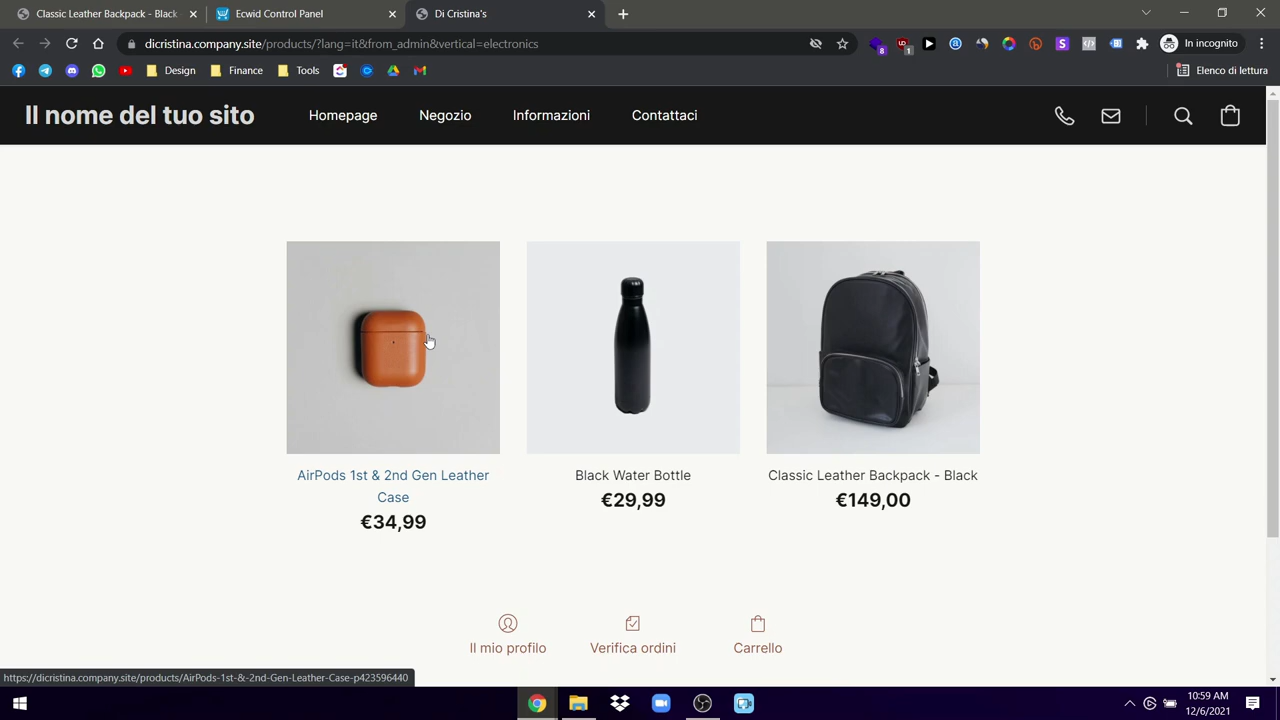 Classic Leather Backpack - Black
Ecwid Control Panel
Di Cristina's
dicristina.company.site/products/?lang=it&from_admin&vertical=electronics
8
1
In incognito
Design
Finance
Tools
Elenco di lettura
Il nome del tuo sito
Homepage
Negozio
Informazioni
Contattaci
AirPods 1st & 2nd Gen Leather
Case
€34,99
Black Water Bottle
€29,99
Classic Leather Backpack - Black
€149,00
Il mio profilo
Verifica ordini
Carrello
https://dicristina.company.site/products/AirPods-1st-&-2nd-Gen-Leather-Case-p423596440
10:59 AM
12/6/2021